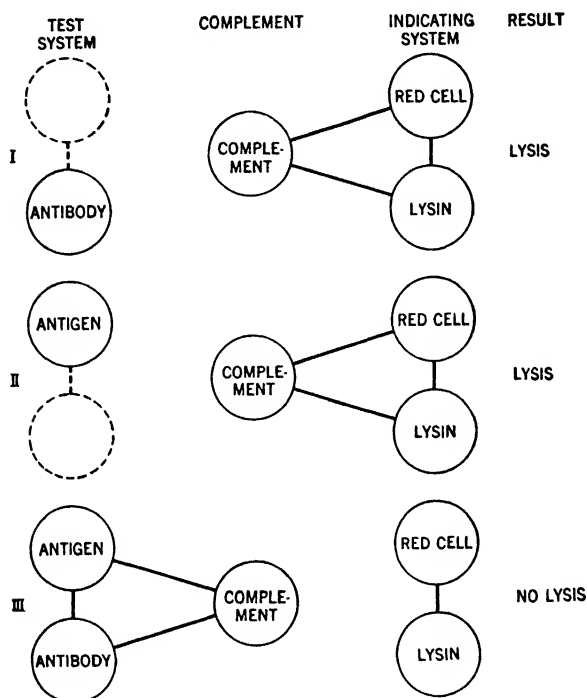 TEST
SYSTEM
COMPLEMENT
INDICATING
SYSTEM
RESULT
I
ANTIBODY
COMPLE-
MENT
RED CELL
LYSIN
LYSIS
II
ANTIGEN
COMPLE-
MENT
RED CELL
LYSIN
LYSIS
III
ANTIGEN
ANTIBODY
COMPLE-
MENT
RED CELL
LYSIN
NO LYSIS